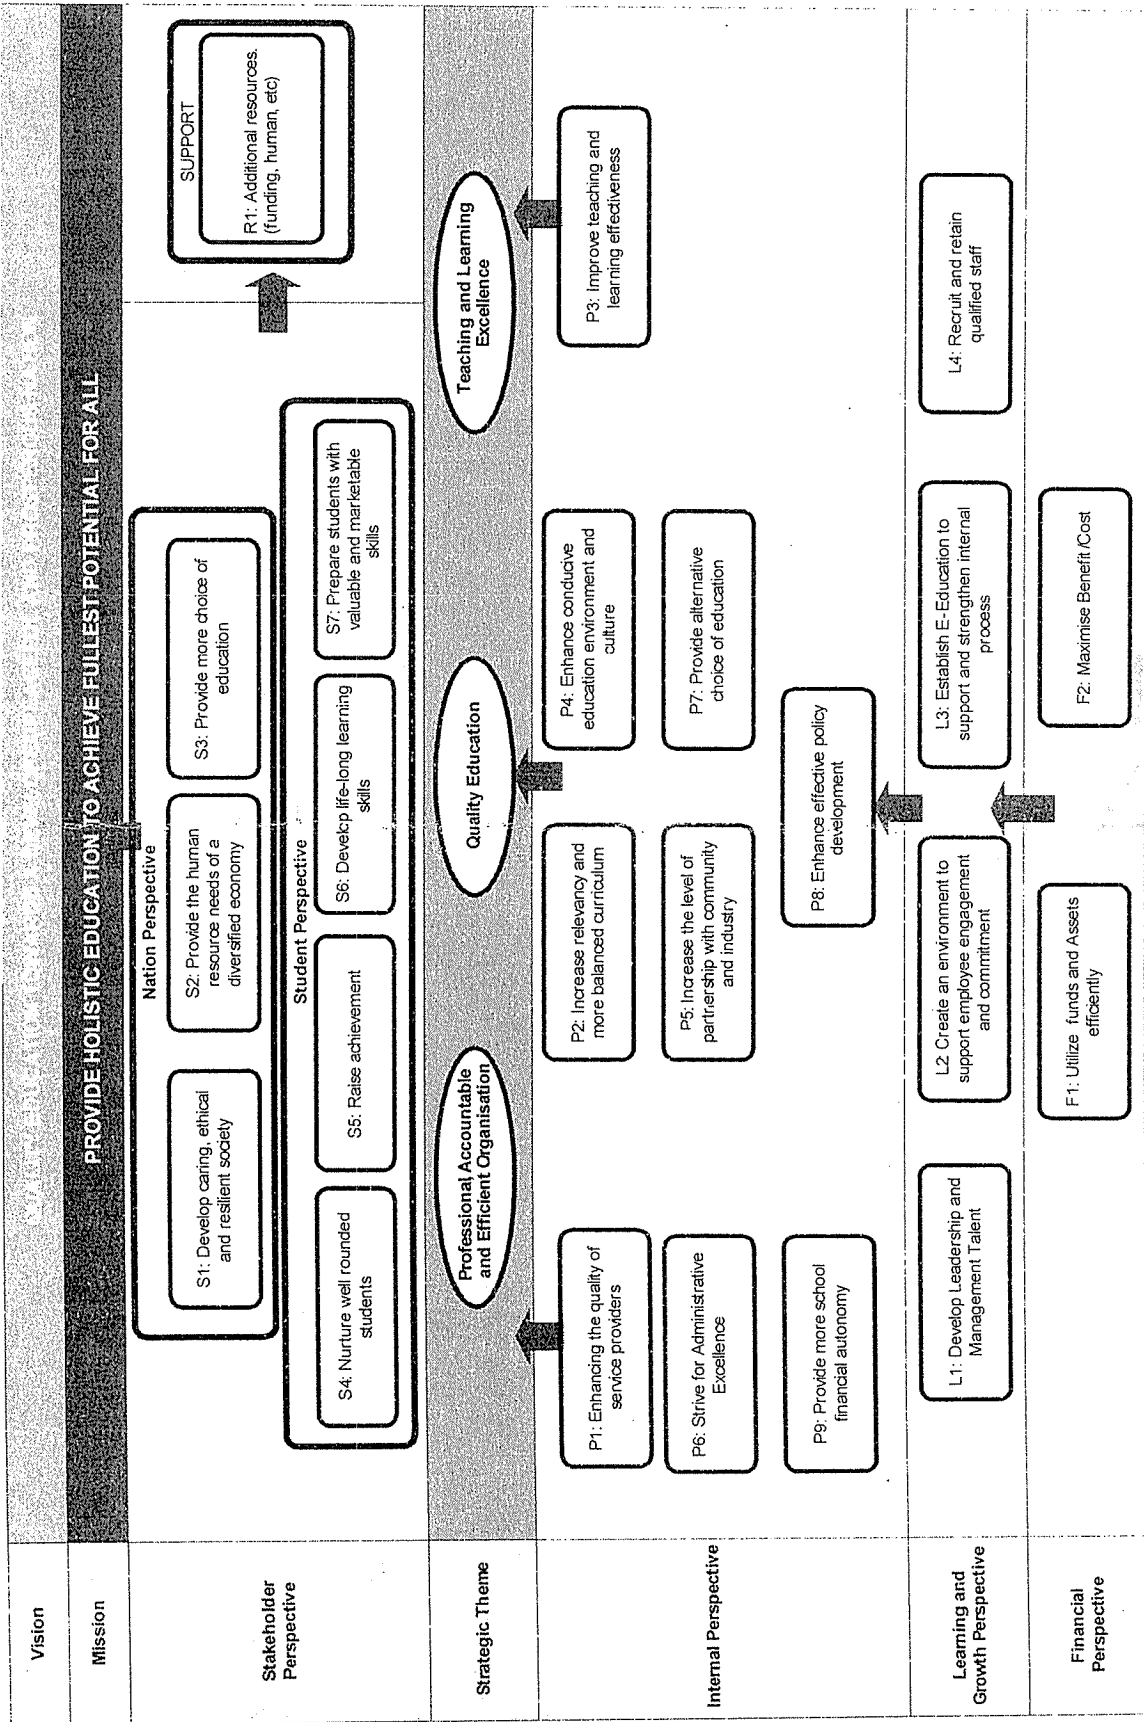 Vision
Mission
PROVIDE HOLISTIC EDUCATION TO ACHIEVE FULLEST POTENTIAL FOR ALL
Stakeholder
Perspective
Nation Perspective
S1: Develop caring, ethical
and resilient society
S2: Provide the human
resource needs of a
diversified economy
S3: Provide more choice of
education
Student Perspective
S4: Nurture well rounded
students
S5: Raise achievement
S6: Develop life-long learning
skills
S7: Prepare students with
valuable and marketable
skills
SUPPORT
R1: Additional resources.
(funding, human, etc)
Strategic Theme
Professional, Accountable
and Efficient Organisation
Quality Education
Teaching and Learning
Excellence
Internal Perspective
P1: Enhancing the quality of
service providers
P2: Increase relevancy and
more balanced curriculum
P4: Enhance conducive
education environment and
culture
P3: Improve teaching and
learning effectiveness
P6: Strive for Administrative
Excellence
P5: Increase the level of
partnership with community
and industry
P7: Provide alternative
choice of education
P9: Provide more school
financial autonomy
P8: Enhance effective policy
development
Learning and
Growth Perspective
L1: Develop Leadership and
Management Talent
L2 Create an environment to
support employee engagement
and commitment
L3: Establish E-Education to
support and strengthen internal
process
L4: Recruit and retain
qualified staff
Financial
Perspective
F1: Utilize funds and Assets
efficiently
F2: Maximise Benefit /Cost